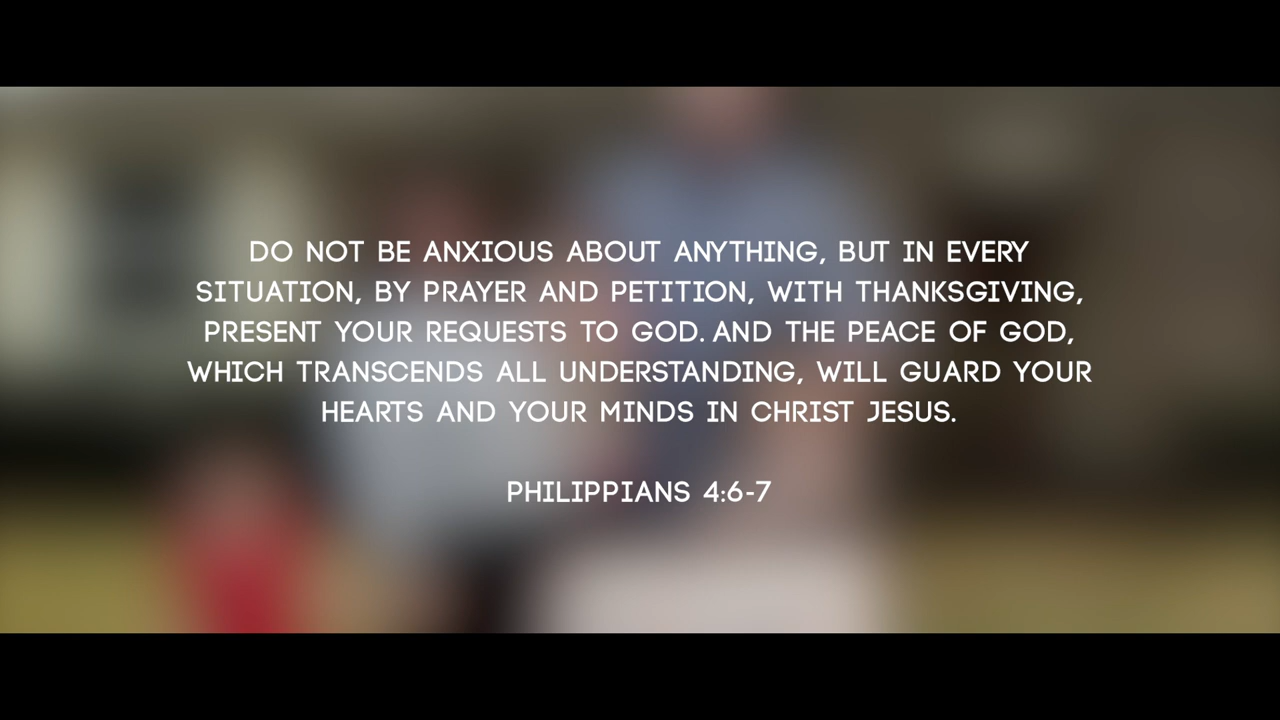 DO NOT BE ANXIOUS ABOUT ANYTHING, BUT IN EVERY
SITUATION, BY PRAYER AND PETITION, WITH THANKSGIVING,
PRESENT YOUR REQUESTS TO GOD. AND THE PEACE OF GOD,
WHICH TRANSCENDS ALL UNDERSTANDING, WILL GUARD YOUR
HEARTS AND YOUR MINDS IN CHRIST JESUS.
PHILIPPIANS 4:6-7